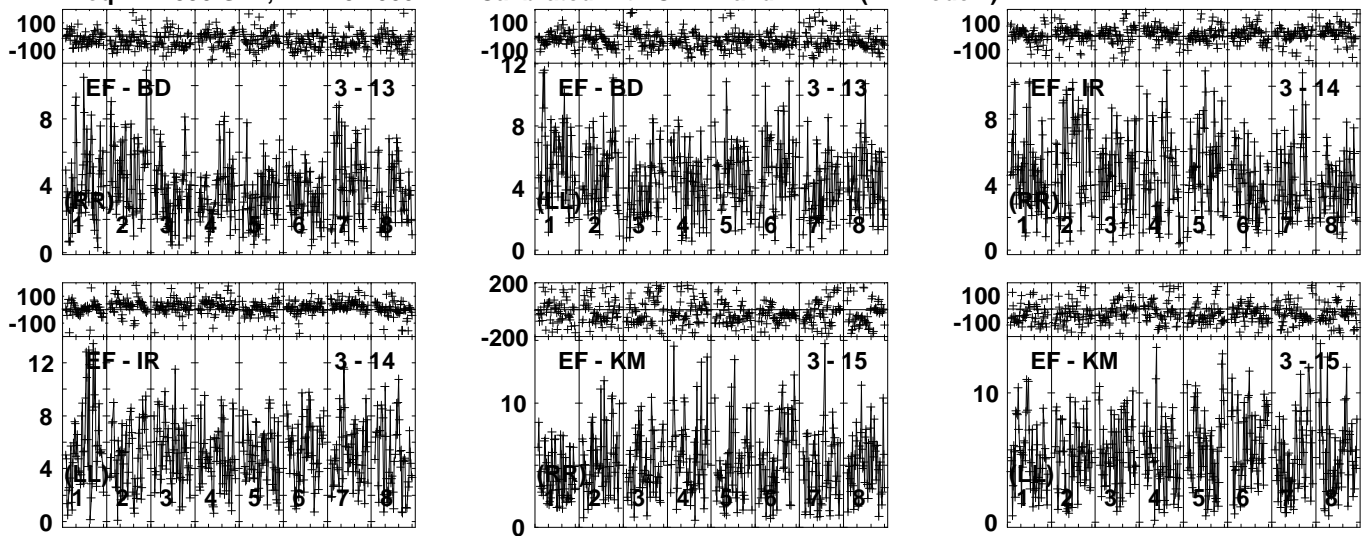 100 100 100
-100 -100 -100
EF - BD 3 - 13
8
4
0
(RR)
1 2 3 4 5 6 7 8
12
EF - BD 3 - 13
8
4
0
(LL)
1 2 3 4 5 6 7 8
EF - IR 3 - 14
8
4
0
(RR)
1 2 3 4 5 6 7 8
100 200 100
-100 -200 -100
EF - IR 3 - 14
12
8
4
0
(LL)
1 2 3 4 5 6 7 8
EF - KM 3 - 15
10
0
(RR)
1 2 3 4 5 6 7 8
EF - KM 3 - 15
10
0
(LL)
1 2 3 4 5 6 7 8